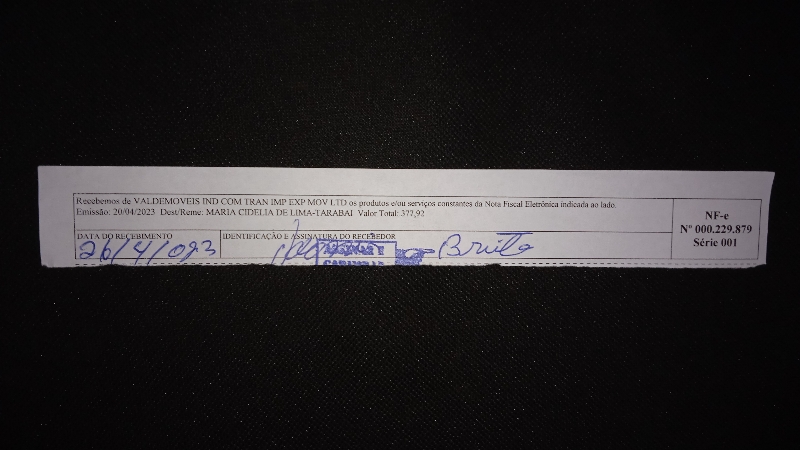 Recebemos de VALDEMOVEIS IND COM TRAN IMP EXP MOV LTD os produtos e/ou serviços constantes da Nota Fiscal Eletrônica indicada ao lado.
Emissão: 20/04/2023 Dest/Reme: MARIA CIDELIA DE LIMA-TARABAI Valor Total: 377,92
DATA DO RECEBIMENTO
26/4/023
IDENTIFICAÇÃO E ASSINATURA DO RECEBEDOR
Brito
NF-e
Nº 000.229.879
Série 001